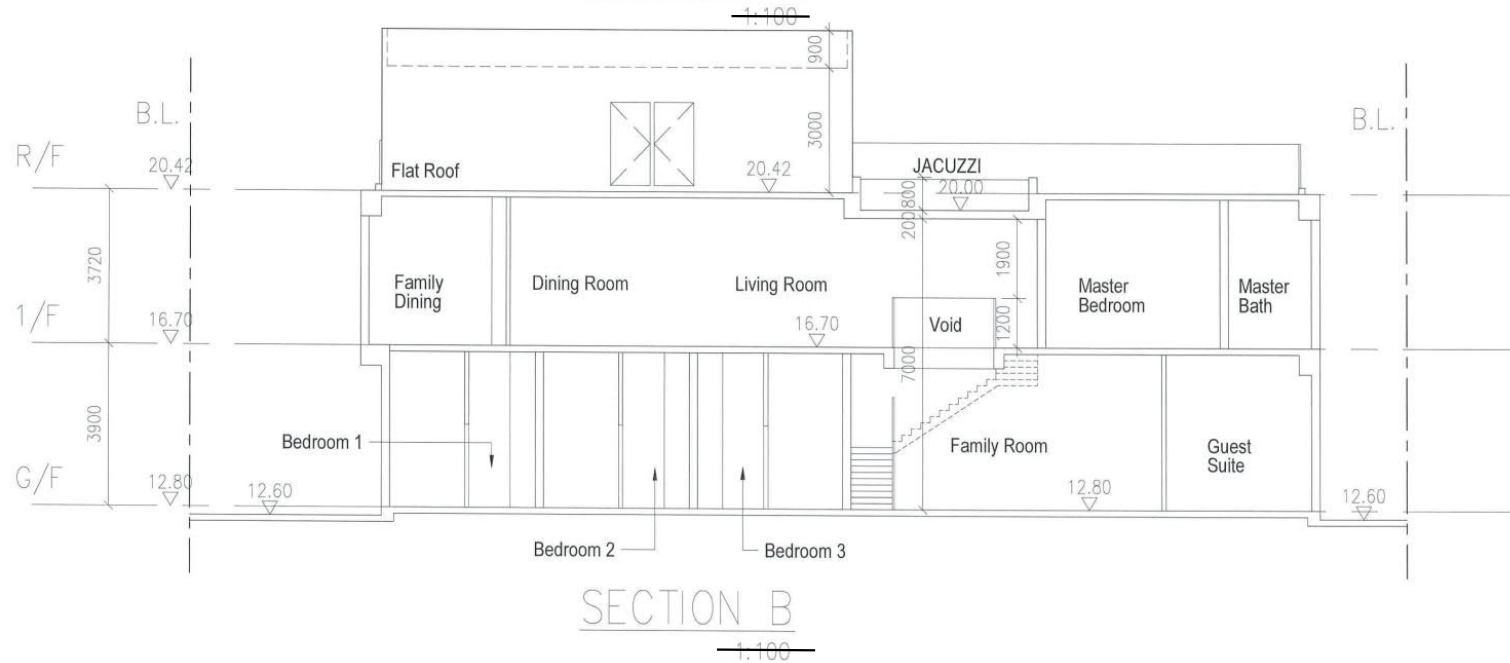 1:100
900
B.L.
B.L.
3000
R/F
20.42
Flat Roof
20.42
JACUZZI
20.00
800
200
3720
1900
Family
Dining
Dining Room
Living Room
Master
Bedroom
Master
Bath
1/F
16.70
16.70
Void
1200
7000
3900
Bedroom 1
Family Room
Guest
Suite
G/F
12.80
12.60
12.80
12.60
Bedroom 2
Bedroom 3
SECTION B
1:100